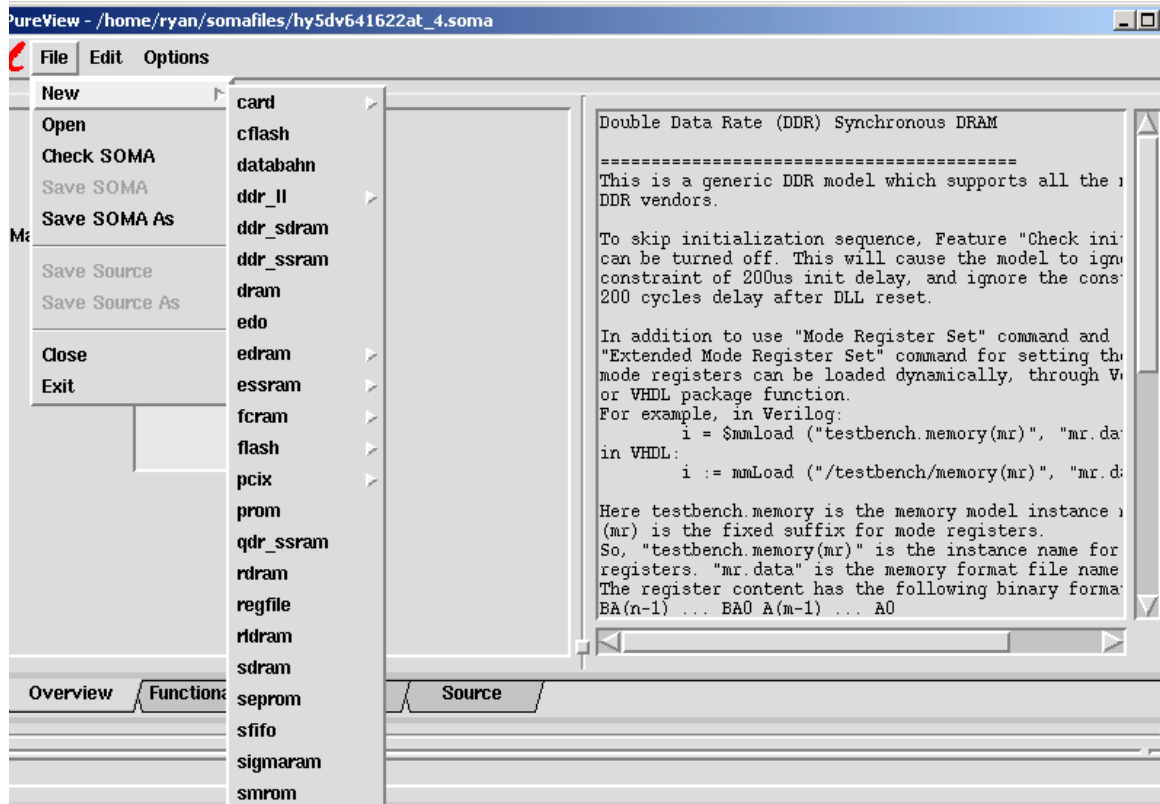 PureView - /home/ryan/somafiles/hy5dv641622at_4.soma
File Edit Options
New
Open
Check SOMA
Save SOMA
Save SOMA As
Save Source
Save Source As
Close
Exit
card
cflash
databahn
ddr_II
ddr_sdram
ddr_ssram
dram
edo
edram
essram
fcram
flash
pcix
prom
qdr_ssram
rdram
regfile
rldram
sdram
seprom
sfifo
sigmaram
smrom
Double Data Rate (DDR) Synchronous DRAM
=========================================
This is a generic DDR model which supports all the
DDR vendors.
To skip initialization sequence, Feature "Check ini
can be turned off. This will cause the model to ign
constraint of 200us init delay, and ignore the cons
200 cycles delay after DLL reset.
In addition to use "Mode Register Set" command and
"Extended Mode Register Set" command for setting th
mode registers can be loaded dynamically, through V
or VHDL package function.
For example, in Verilog:
i = $mmload ("testbench.memory(mr)", "mr.da
in VHDL:
i := mmLoad ("/testbench/memory(mr)", "mr.d
Here testbench.memory is the memory model instance
(mr) is the fixed suffix for mode registers.
So, "testbench.memory(mr)" is the instance name for
registers. "mr.data" is the memory format file name
The register content has the following binary forma
BA(n-1) ... BA0 A(m-1) ... A0
Ma
Overview Functiona Source